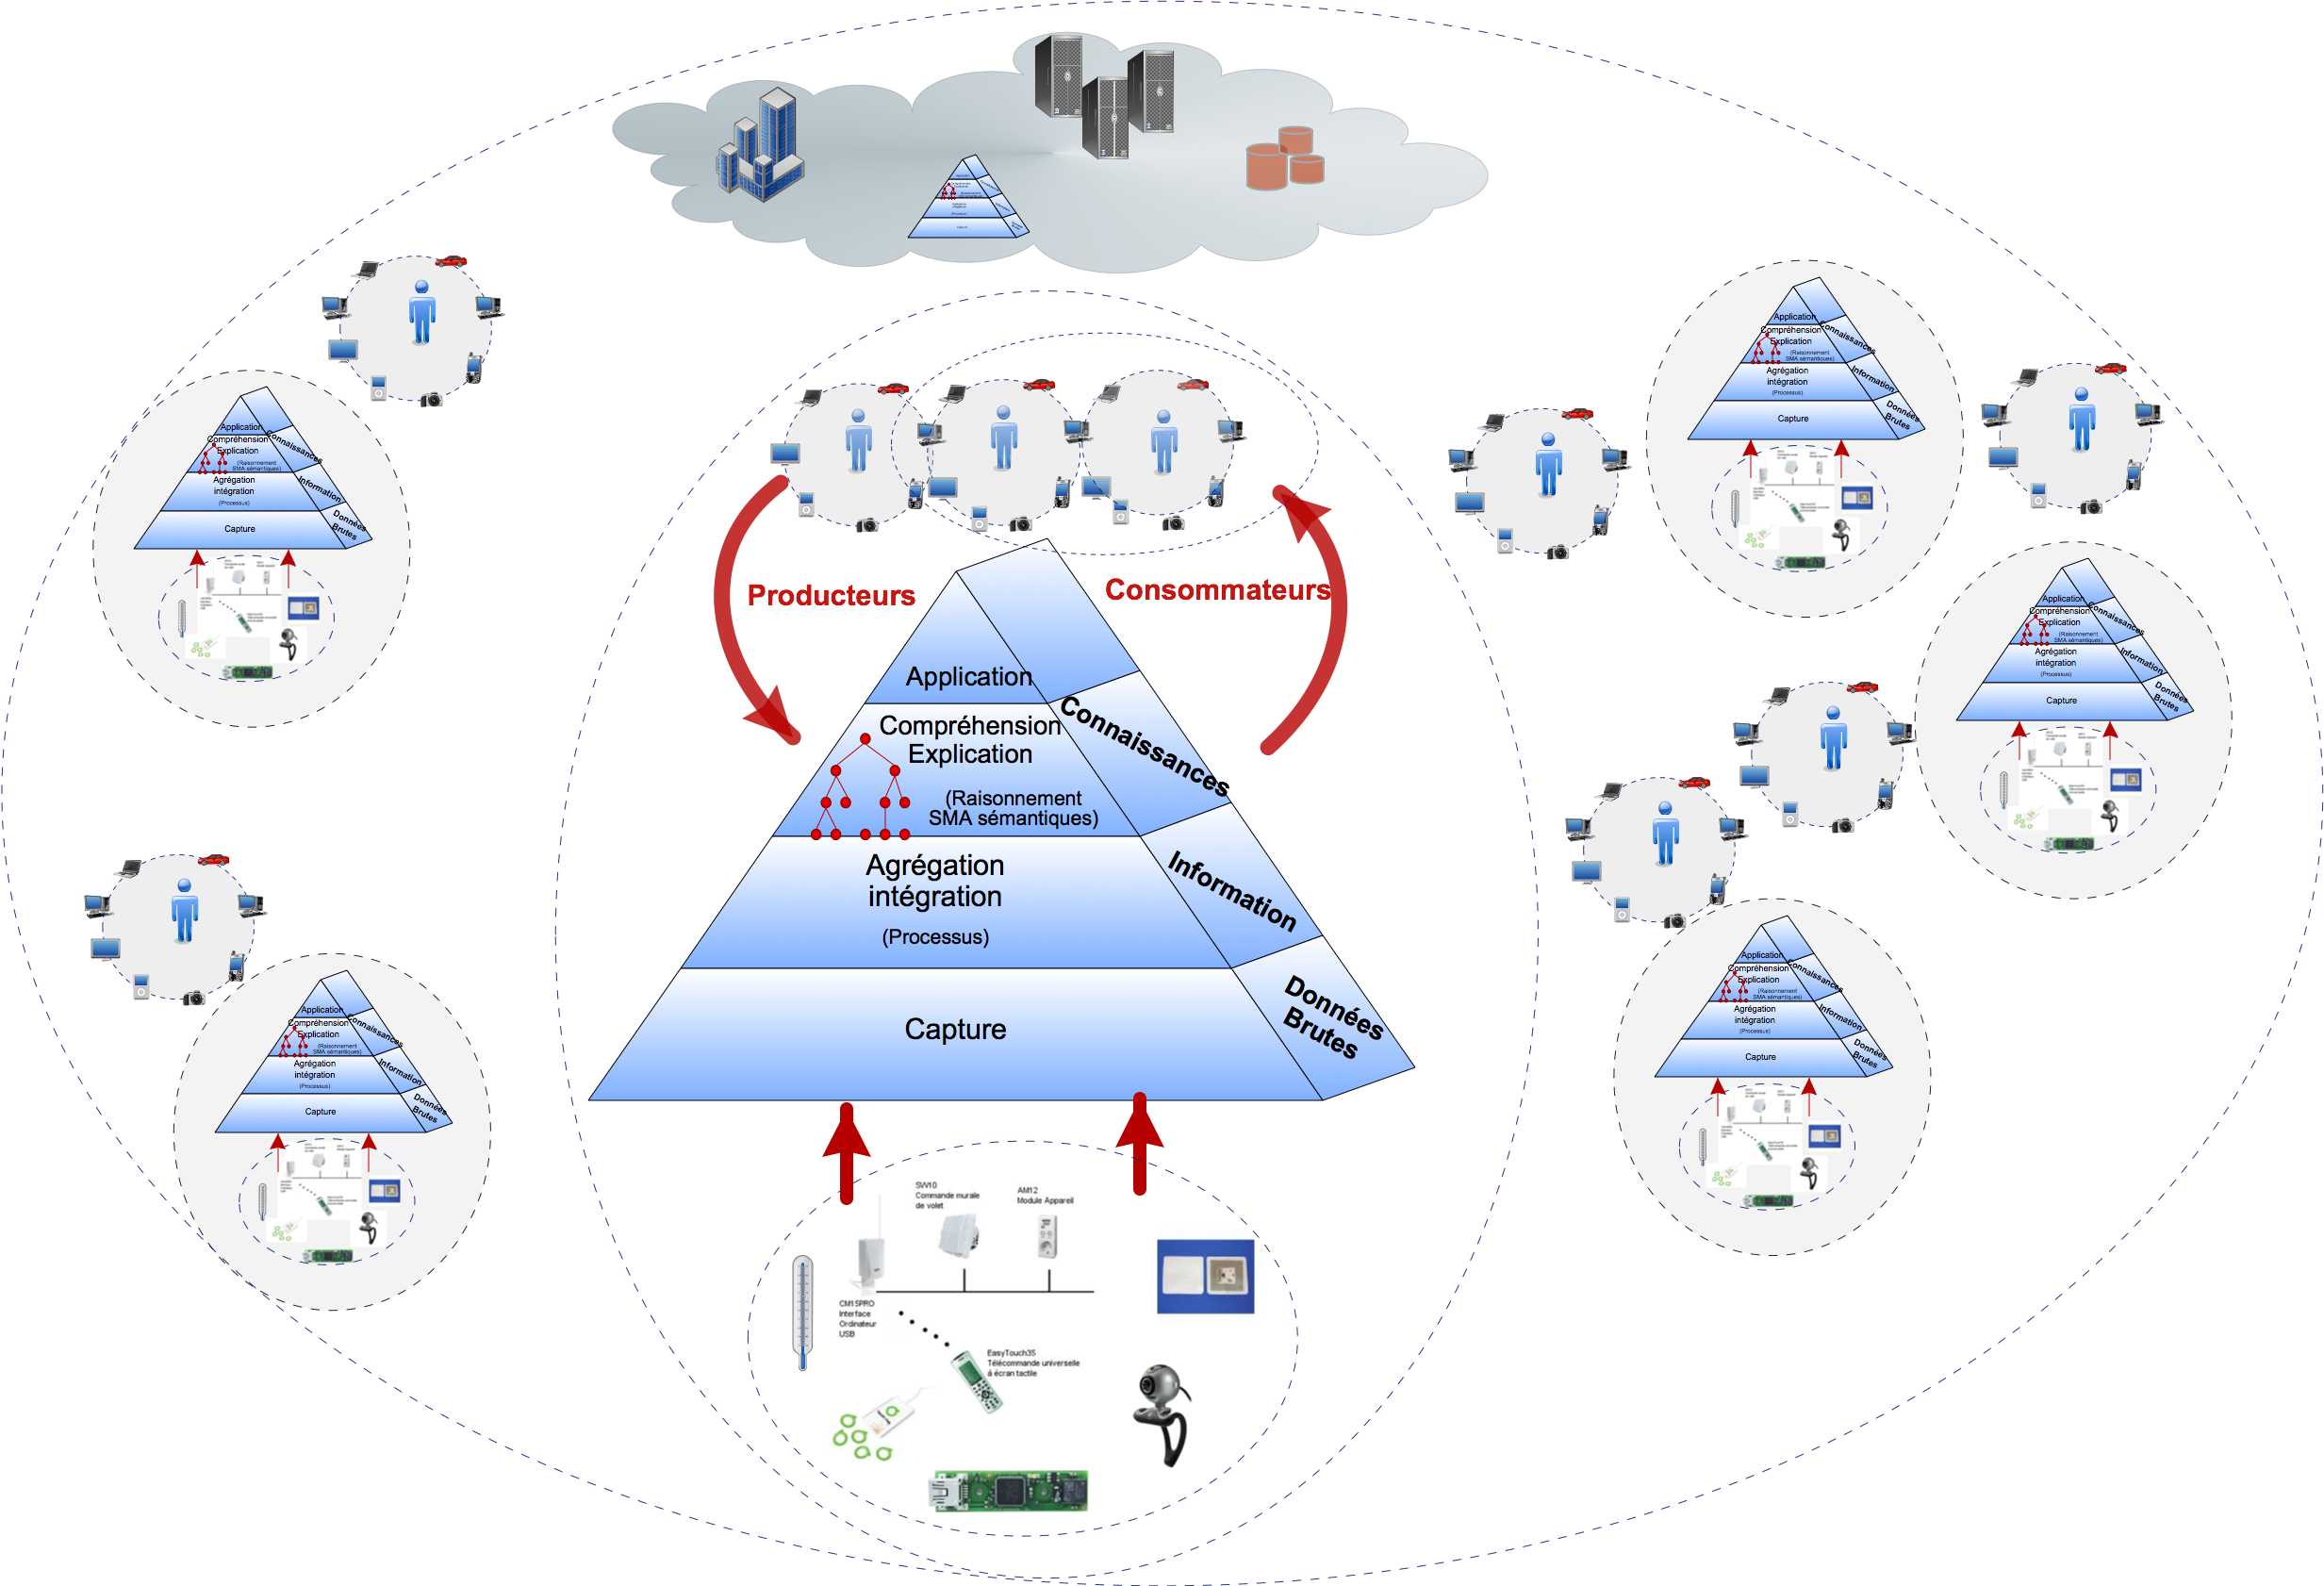 Producteurs
Consommateurs
Application
Compréhension
Explication
(Raisonnement
SMA sémantiques)
Agrégation
intégration
(Processus)
Capture
Connaissances
Information
Données
Brutes
SW10
Commande murale
de volet
AM12
Module Appareil
CM15PRO
Interface
Ordinateur
USB
EasyTouch35
Télécommande universelle
à écran tactile
Application
Compréhension
Explication
(Raisonnement
SMA sémantiques)
Agrégation
intégration
(Processus)
Capture
Connaissances
Information
Données
Brutes
Application
Compréhension
Explication
(Raisonnement
SMA sémantiques)
Agrégation
intégration
(Processus)
Capture
Connaissances
Information
Données
Brutes
Application
Compréhension
Explication
(Raisonnement
SMA sémantiques)
Agrégation
intégration
(Processus)
Capture
Connaissances
Information
Données
Brutes
Application
Compréhension
Explication
(Raisonnement
SMA sémantiques)
Agrégation
intégration
(Processus)
Capture
Connaissances
Information
Données
Brutes
Application
Compréhension
Explication
(Raisonnement
SMA sémantiques)
Agrégation
intégration
(Processus)
Capture
Connaissances
Information
Données
Brutes